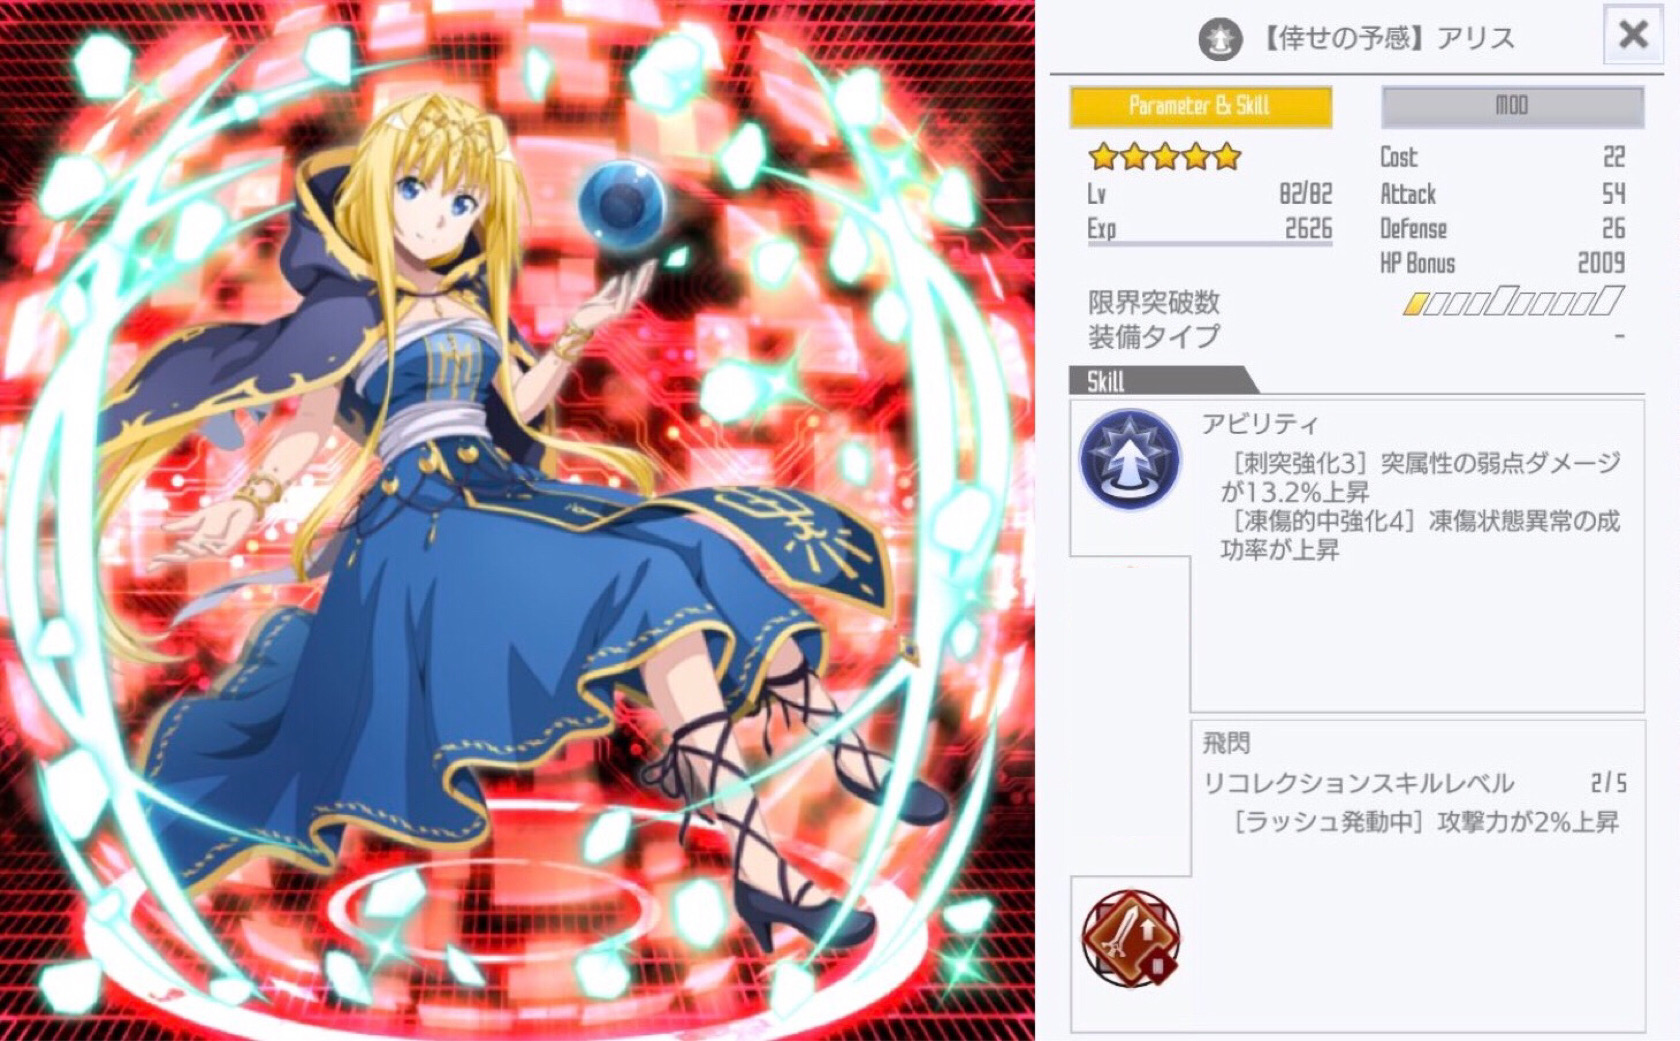 【倖せの予感】アリス
Parameter & Skill
MOD
Lv 82/82
Exp 2626
Cost 22
Attack 54
Defense 26
HP Bonus 2009
限界突破数
装備タイプ -
Skill
アビリティ
［刺突強化3］突属性の弱点ダメージ
が13.2%上昇
［凍傷的中強化4］凍傷状態異常の成
功率が上昇
飛閃
リコレクションスキルレベル 2/5
［ラッシュ発動中］攻撃力が2%上昇